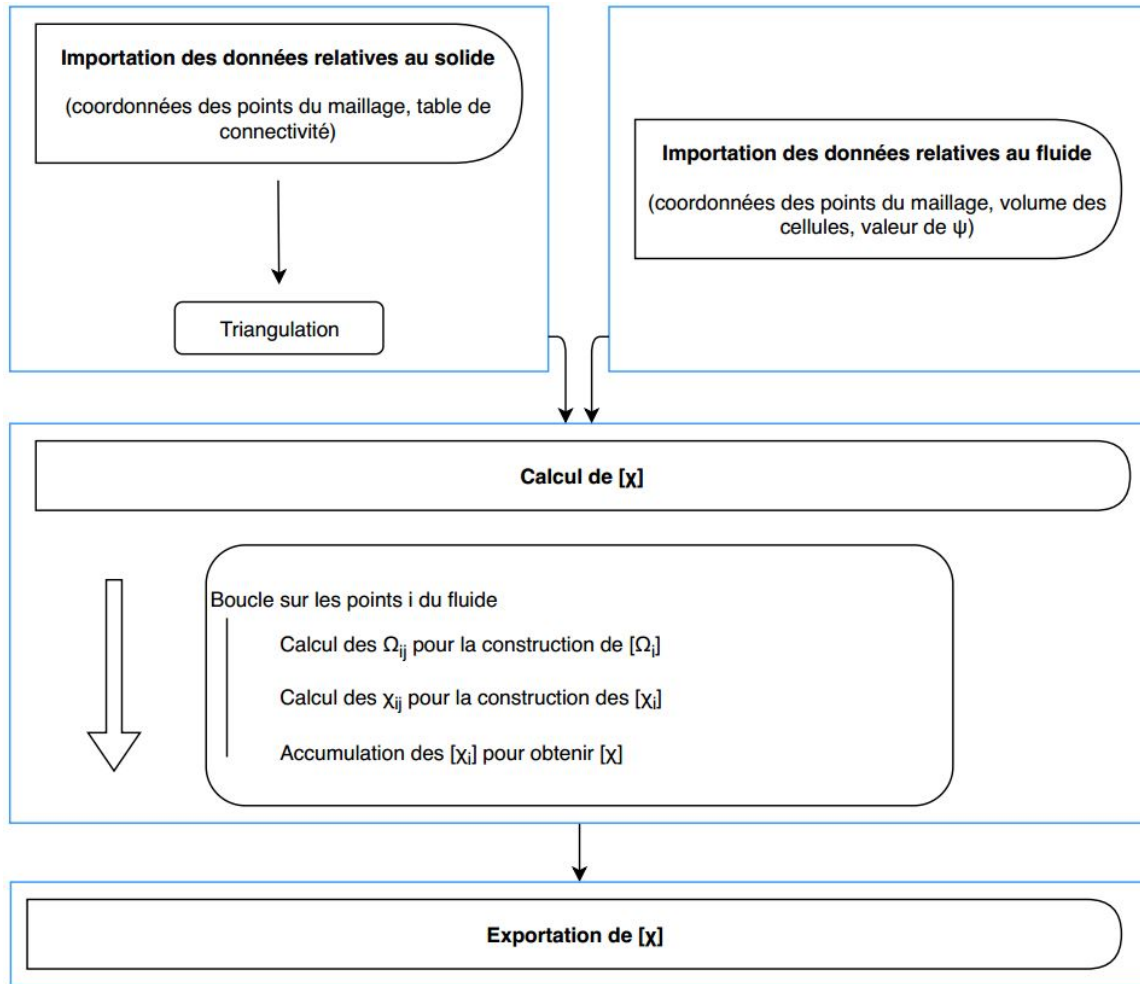 Importation des données relatives au solide
(coordonnées des points du maillage, table de
connectivité)
Triangulation
Importation des données relatives au fluide
(coordonnées des points du maillage, volume des
cellules, valeur de ψ)
Calcul de [χ]
Boucle sur les points i du fluide
Calcul des Ωij pour la construction de [Ωi]
Calcul des χij pour la construction des [χi]
Accumulation des [χi] pour obtenir [χ]
Exportation de [χ]